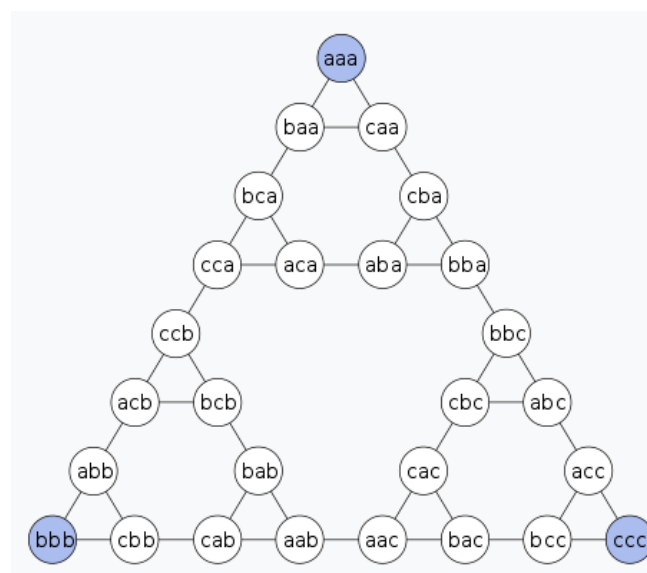 aaa
baa caa
bca cba
cca aca aba bba
ccb bbc
acb bcb cbc abc
abb bab cac acc
bbb cbb cab aab aac bac bcc ccc